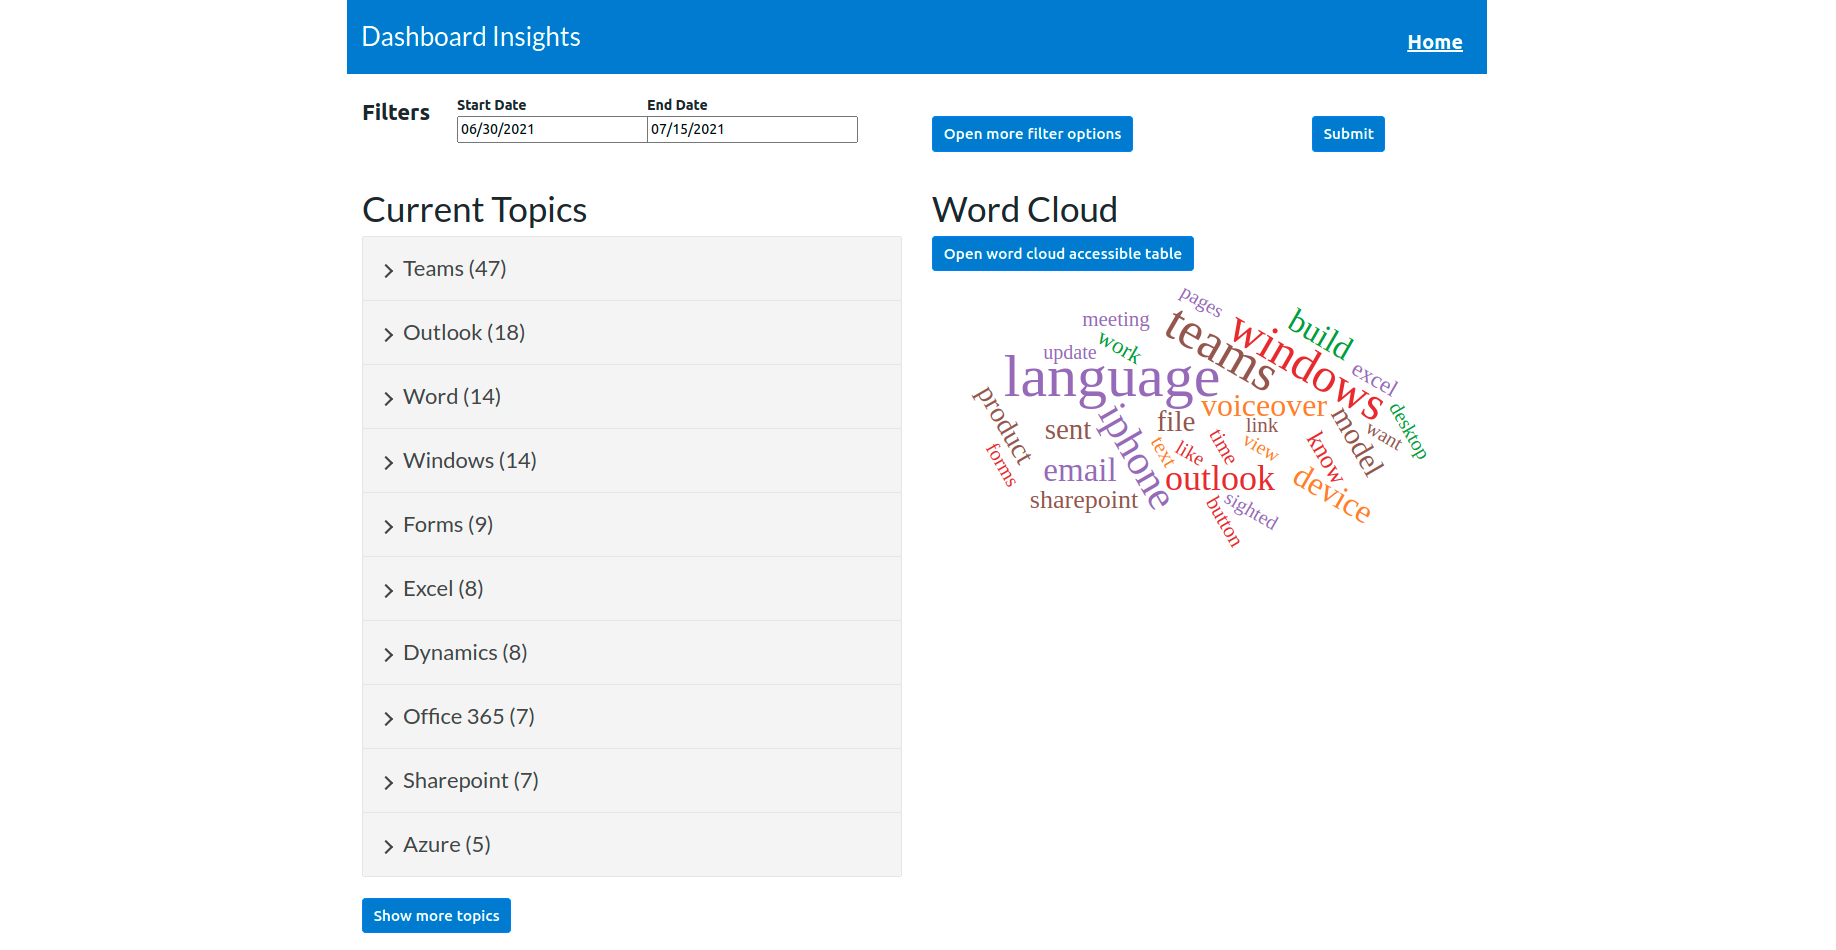 Dashboard Insights
Home
Filters
Start Date
End Date
06/30/2021
07/15/2021
Open more filter options
Submit
Current Topics
Teams (47)
Outlook (18)
Word (14)
Windows (14)
Forms (9)
Excel (8)
Dynamics (8)
Office 365 (7)
Sharepoint (7)
Azure (5)
Show more topics
Word Cloud
Open word cloud accessible table
pages
meeting
teams
windows
build
work
update
language
excel
product
voiceover
desktop
iphone
file
link
model
want
sent
forms
text
like
time
view
know
email
outlook
device
sharepoint
button
sighted